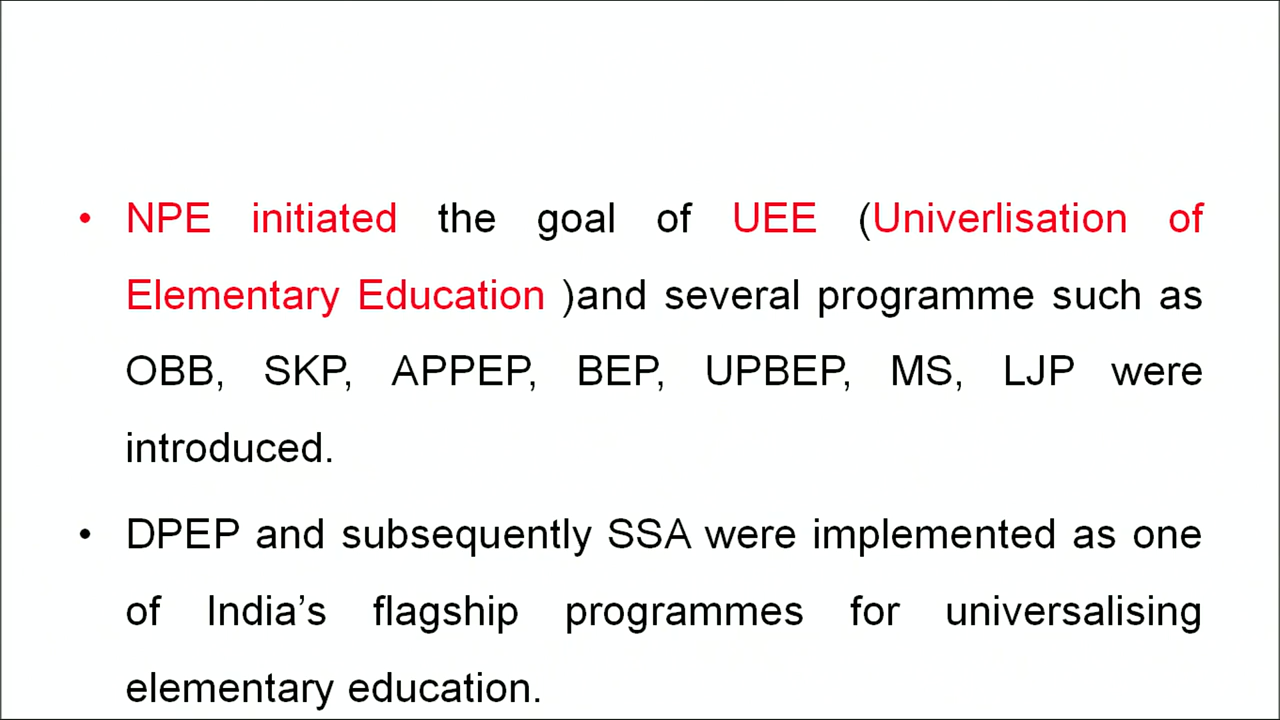 • NPE initiated the goal of UEE (Univerlisation of
Elementary Education )and several programme such as
OBB, SKP, APPEP, BEP, UPBEP, MS, LJP were
introduced.
• DPEP and subsequently SSA were implemented as one
of India’s flagship programmes for universalising
elementary education.